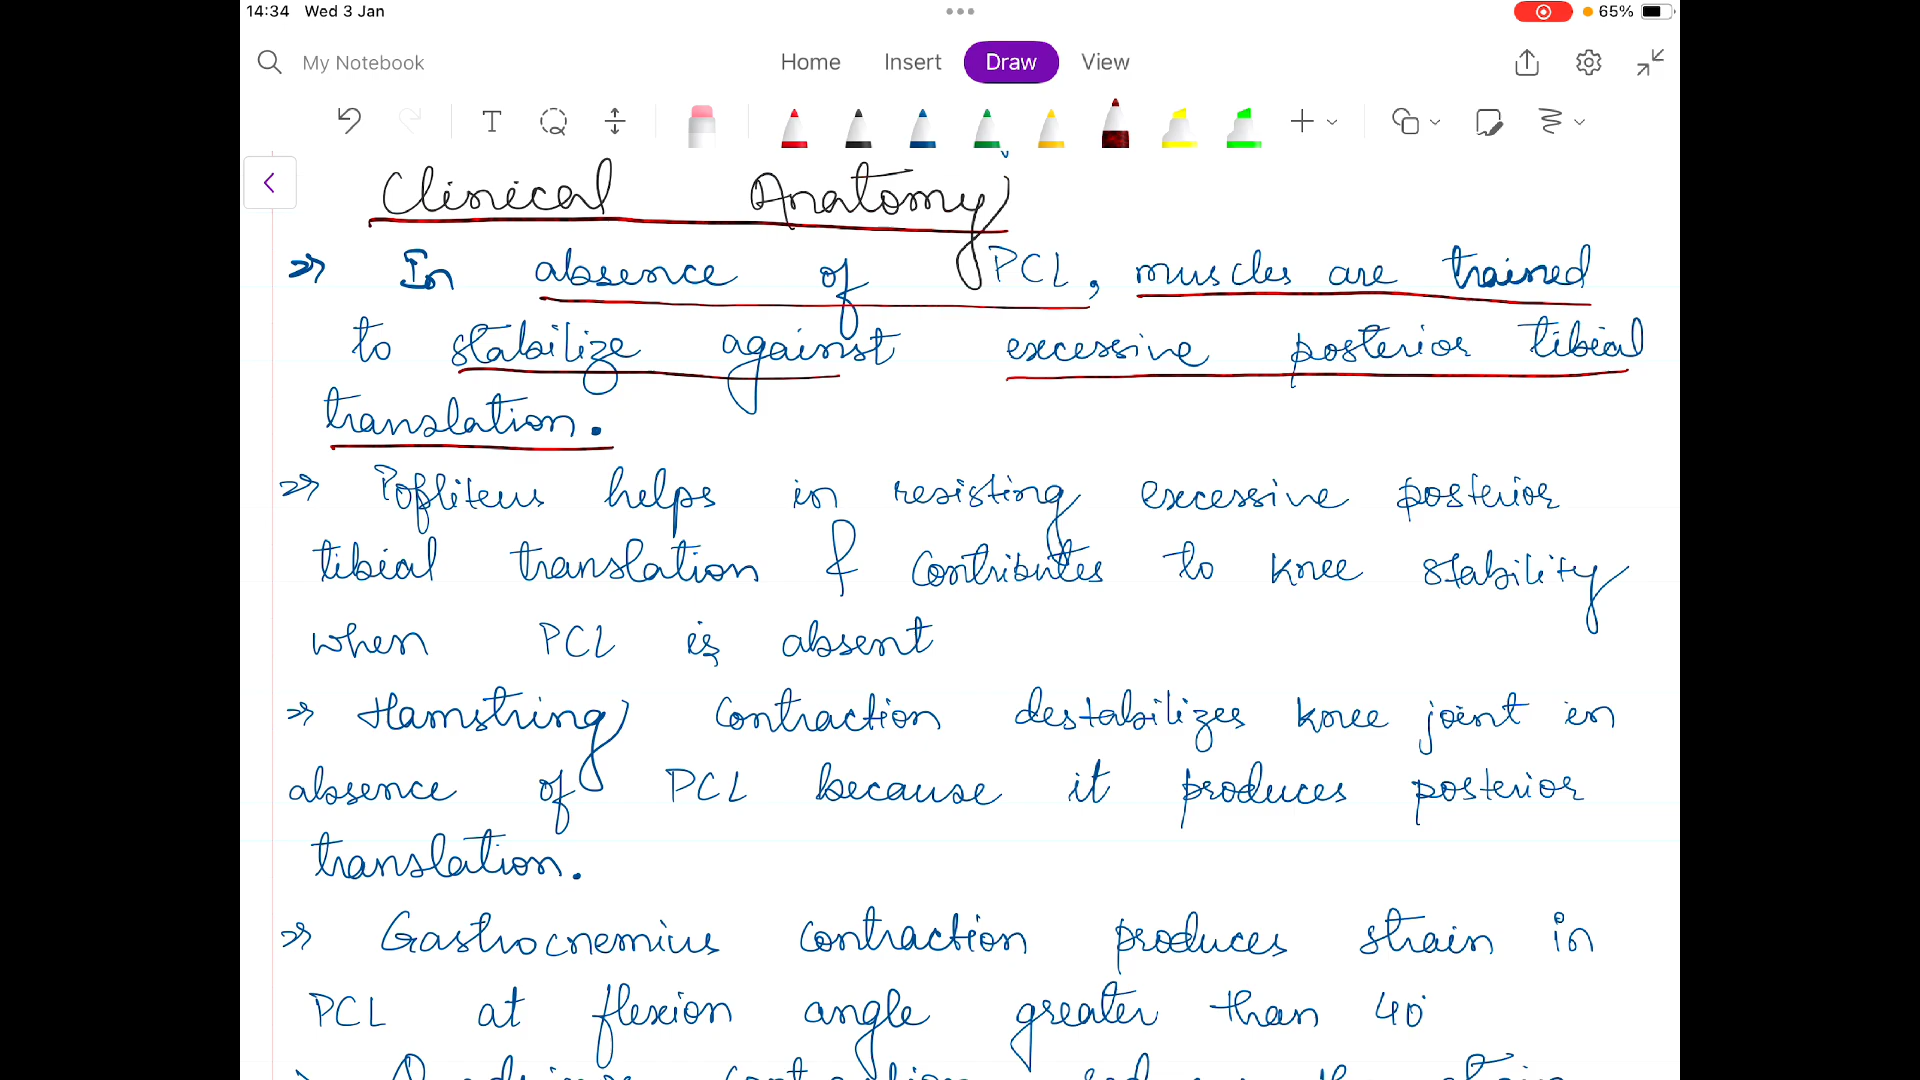 14:34 Wed 3 Jan
65%
My Notebook
Home Insert Draw View
T
Clinical Anatomy
⇒ In absence of PCL, muscles are trained
to stabilize against excessive posterior tibial
translation.
⇒ Popliteus helps in resisting excessive posterior
tibial translation & contributes to knee stability
when PCL is absent
⇒ Hamstring contraction destabilizes knee joint in
absence of PCL because it produces posterior
translation.
⇒ Gastrocnemius contraction produces strain in
PCL at flexion angle greater than 40°
contraction